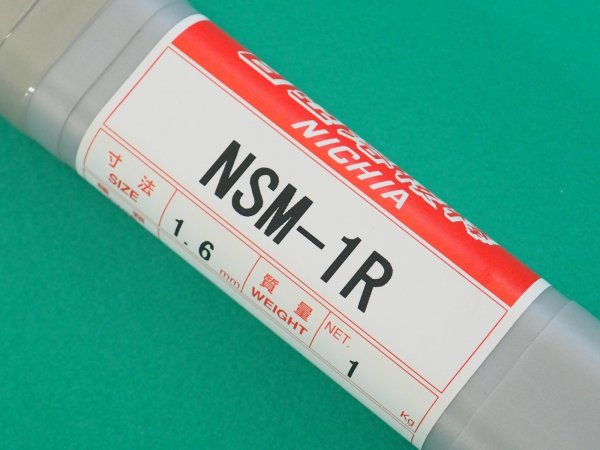 NICHIA
NSM-1R
寸法
SIZE
1.6 mm
質量
WEIGHT
NET.
1 Kg